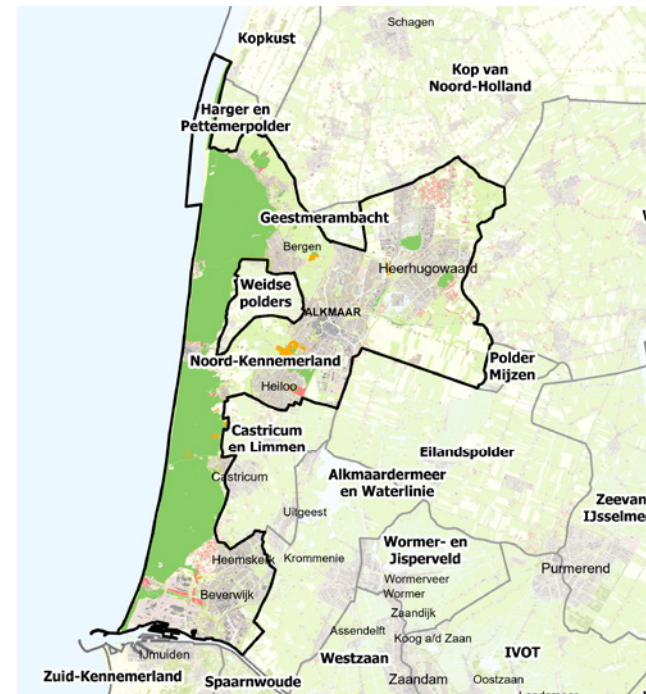 Schagen
Kopkust
Kop van
Noord-Holland
Harger en
Pettemerpolder
Geestmerambacht
Bergen
Heerhugowaard
Weidse
polders
ALKMAAR
Noord-Kennemerland
Polder
Mijzen
Heiloo
Castricum
en Limmen
Eilandspolder
Alkmaardermeer
en Waterlinie
Castricum
Zeevan
IJsselme
Uitgeest
Wormer- en
Jisperveld
Heemskerk
Krommenie
Purmerend
Wormerveer
Beverwijk
Wormer
Zaandijk
Assendelft
Koog a/d Zaan
IJmuiden
Westzaan
IVOT
Zuid-Kennemerland
Spaarnwoude
Zaandam
Oostzaan